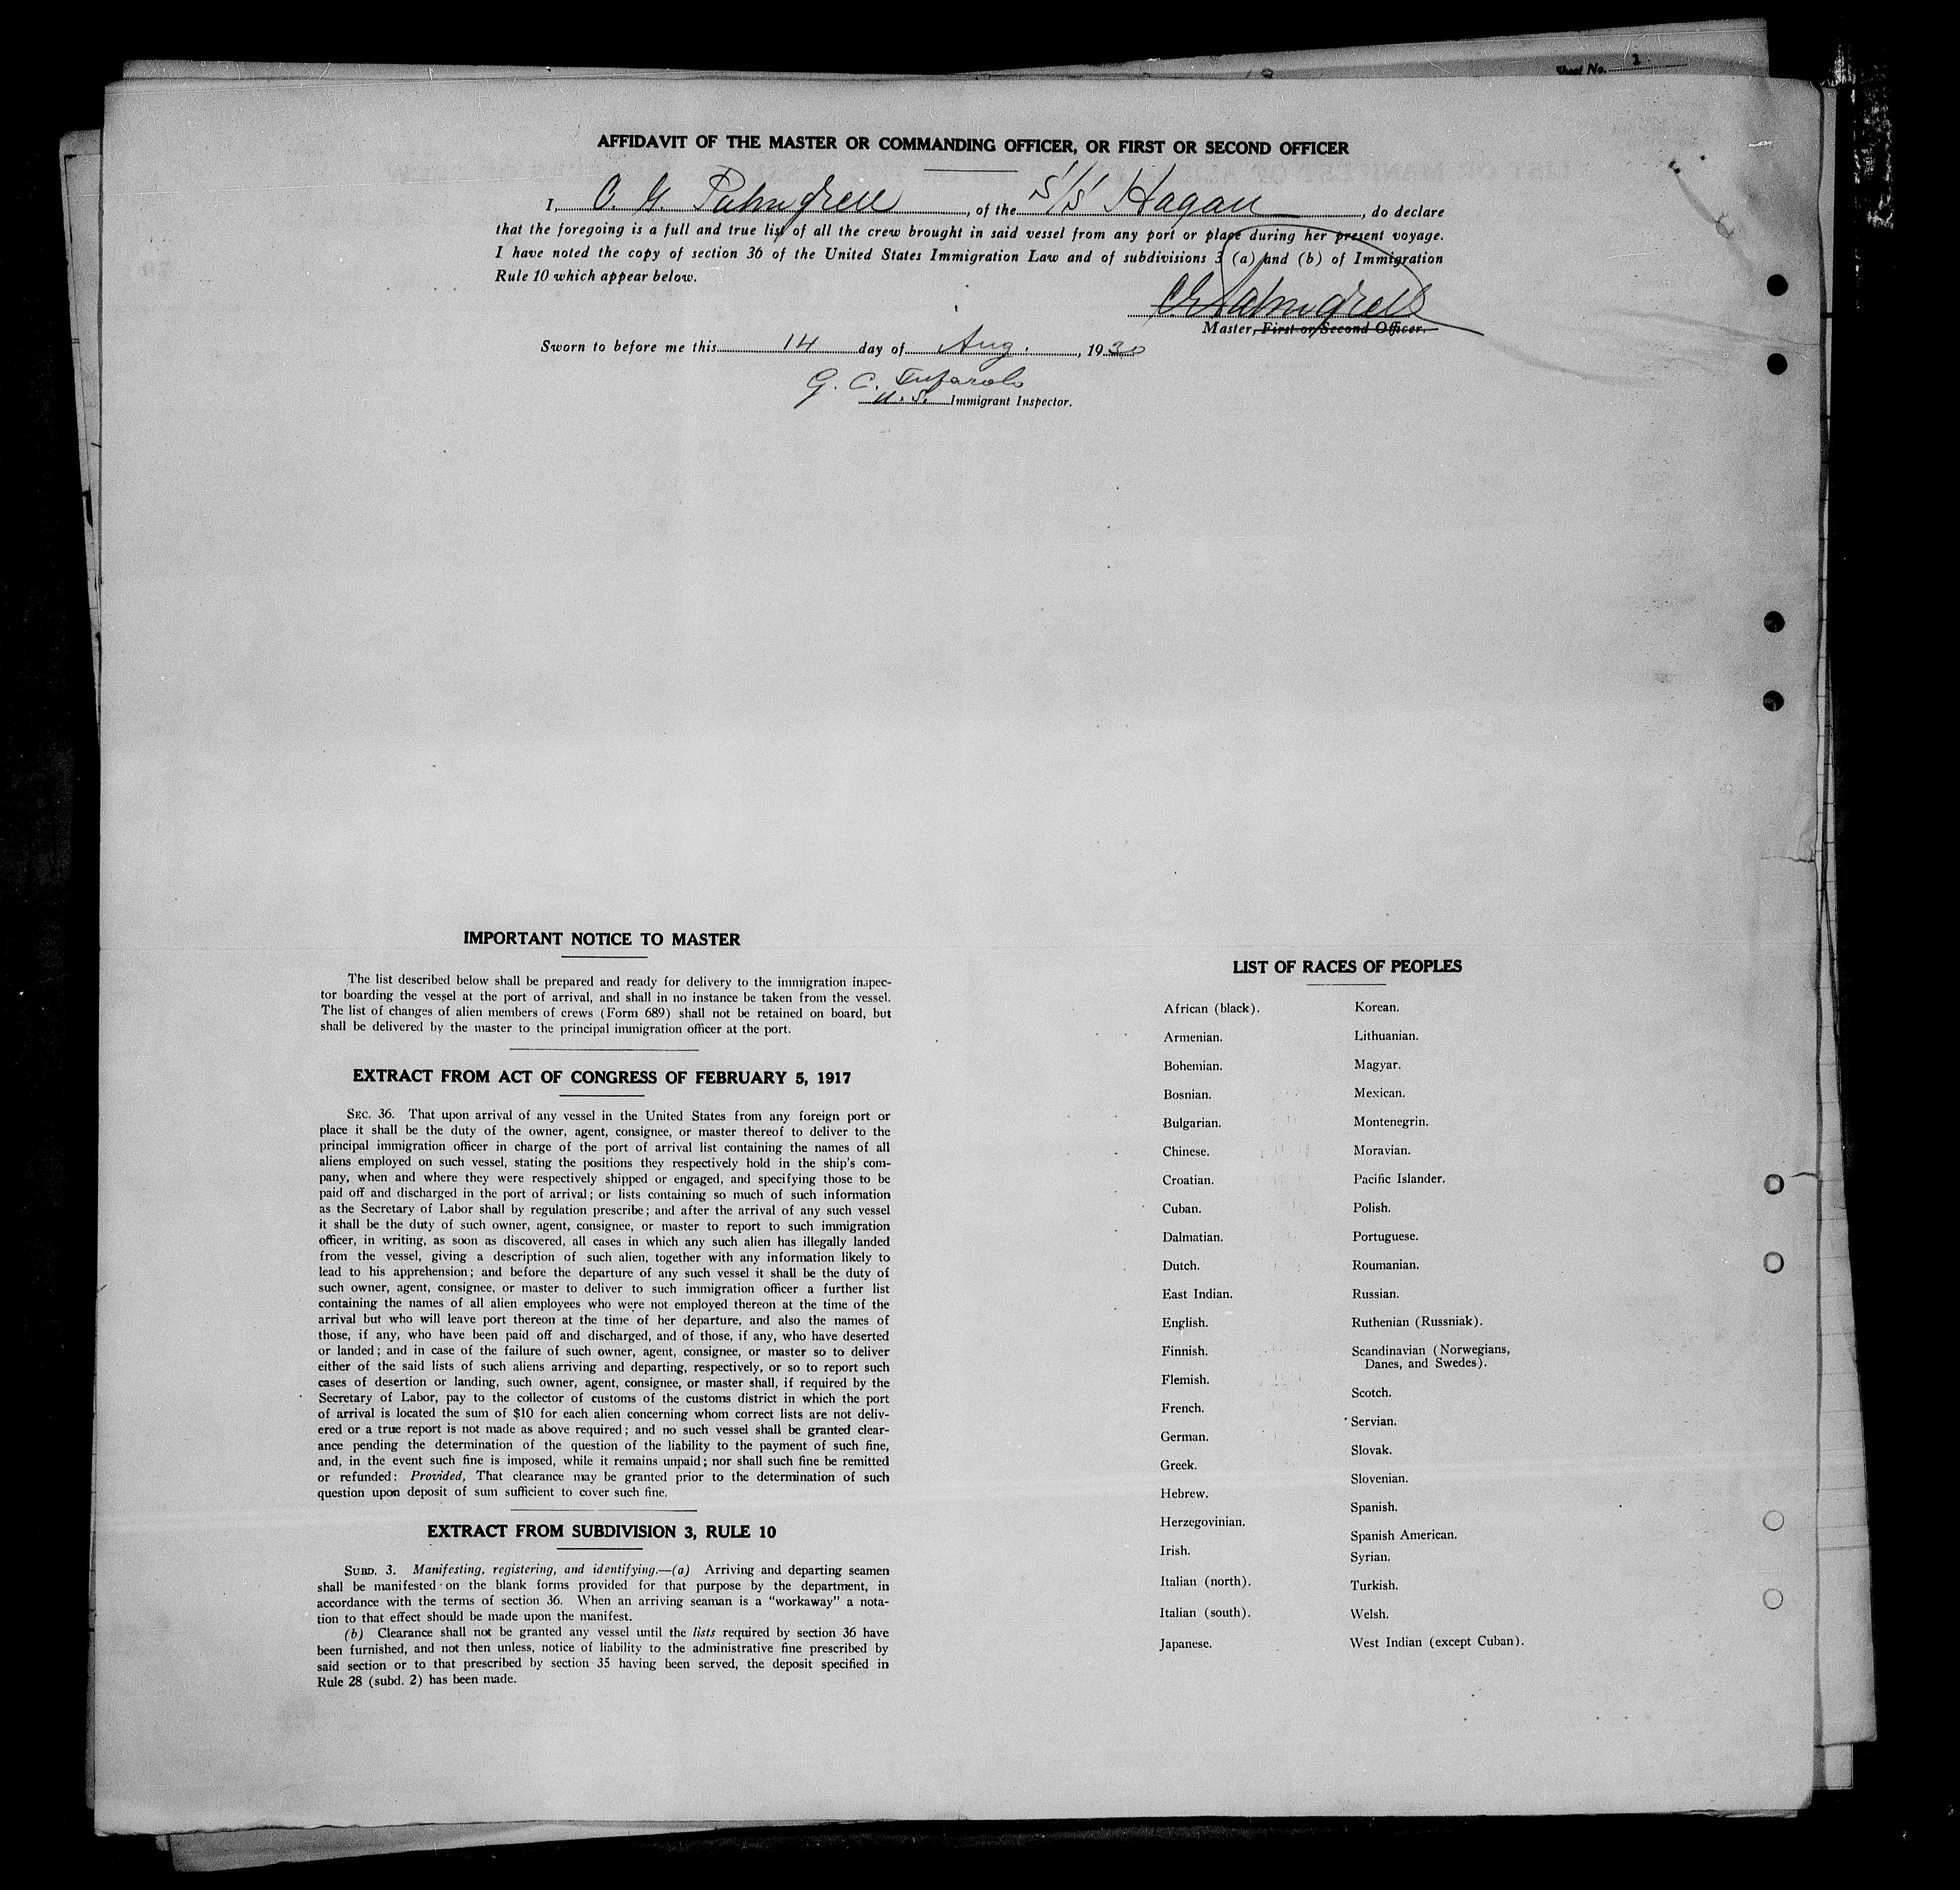 Sheet No. 1
AFFIDAVIT OF THE MASTER OR COMMANDING OFFICER, OR FIRST OR SECOND OFFICER
I, O. G. Palmgrell, of the S/S Hagan, do declare
that the foregoing is a full and true list of all the crew brought in said vessel from any port or place during her present voyage.
I have noted the copy of section 36 of the United States Immigration Law and of subdivisions 3 (a) and (b) of Immigration
Rule 10 which appear below.
Master, First or Second Officer.
Sworn to before me this 14 day of Aug., 1930
G. C.
U.S. Immigrant Inspector.
IMPORTANT NOTICE TO MASTER
The list described below shall be prepared and ready for delivery to the immigration inspec-
tor boarding the vessel at the port of arrival, and shall in no instance be taken from the vessel.
The list of changes of alien members of crews (Form 689) shall not be retained on board, but
shall be delivered by the master to the principal immigration officer at the port.
EXTRACT FROM ACT OF CONGRESS OF FEBRUARY 5, 1917
SEC. 36. That upon arrival of any vessel in the United States from any foreign port or
place it shall be the duty of the owner, agent, consignee, or master thereof to deliver to the
principal immigration officer in charge of the port of arrival list containing the names of all
aliens employed on such vessel, stating the positions they respectively hold in the ship's com-
pany, when and where they were respectively shipped or engaged, and specifying those to be
paid off and discharged in the port of arrival; or lists containing so much of such information
as the Secretary of Labor shall by regulation prescribe; and after the arrival of any such vessel
it shall be the duty of such owner, agent, consignee, or master to report to such immigration
officer, in writing, as soon as discovered, all cases in which any such alien has illegally landed
from the vessel, giving a description of such alien, together with any information likely to
lead to his apprehension; and before the departure of any such vessel it shall be the duty of
such owner, agent, consignee, or master to deliver to such immigration officer a further list
containing the names of all alien employees who were not employed thereon at the time of the
arrival but who will leave port thereon at the time of her departure, and also the names of
those, if any, who have been paid off and discharged, and of those, if any, who have deserted
or landed; and in case of the failure of such owner, agent, consignee, or master so to deliver
either of the said lists of such aliens arriving and departing, respectively, or so to report such
cases of desertion or landing, such owner, agent, consignee, or master shall, if required by the
Secretary of Labor, pay to the collector of customs of the customs district in which the port
of arrival is located the sum of $10 for each alien concerning whom correct lists are not deliv-
ered or a true report is not made as above required; and no such vessel shall be granted clear-
ance pending the determination of the question of the liability to the payment of such fine,
and, in the event such fine is imposed, while it remains unpaid; nor shall such fine be remitted
or refunded: Provided, That clearance may be granted prior to the determination of such
question upon deposit of sum sufficient to cover such fine.
EXTRACT FROM SUBDIVISION 3, RULE 10
SUBD. 3. Manifesting, registering, and identifying.—(a) Arriving and departing seamen
shall be manifested on the blank forms provided for that purpose by the department, in
accordance with the terms of section 36. When an arriving seaman is a "workaway" a nota-
tion to that effect should be made upon the manifest.
(b) Clearance shall not be granted any vessel until the lists required by section 36 have
been furnished, and not then unless, notice of liability to the administrative fine prescribed by
said section or to that prescribed by section 35 having been served, the deposit specified in
Rule 28 (subd. 2) has been made.
LIST OF RACES OF PEOPLES
African (black).
Armenian.
Bohemian.
Bosnian.
Bulgarian.
Chinese.
Croatian.
Cuban.
Dalmatian.
Dutch.
East Indian.
English.
Finnish.
Flemish.
French.
German.
Greek.
Hebrew.
Herzegovinian.
Irish.
Italian (north).
Italian (south).
Japanese.
Korean.
Lithuanian.
Magyar.
Mexican.
Montenegrin.
Moravian.
Pacific Islander.
Polish.
Portuguese.
Roumanian.
Russian.
Ruthenian (Russniak).
Scandinavian (Norwegians,
Danes, and Swedes).
Scotch.
Servian.
Slovak.
Slovenian.
Spanish.
Spanish American.
Syrian.
Turkish.
Welsh.
West Indian (except Cuban).